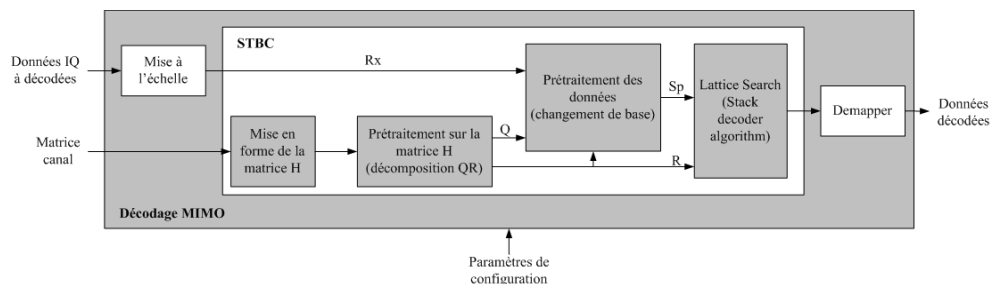 STBC
Données IQ
à décodées
Mise à
l'échelle
Rx
Prétraitement des
données
(changement de base)
Sp
Lattice Search
(Stack
decoder
algorithm)
Demapper
Données
décodées
Matrice
canal
Mise en
forme de la
matrice H
Prétraitement sur la
matrice H
(décomposition QR)
Q
R
Décodage MIMO
Paramètres de
configuration